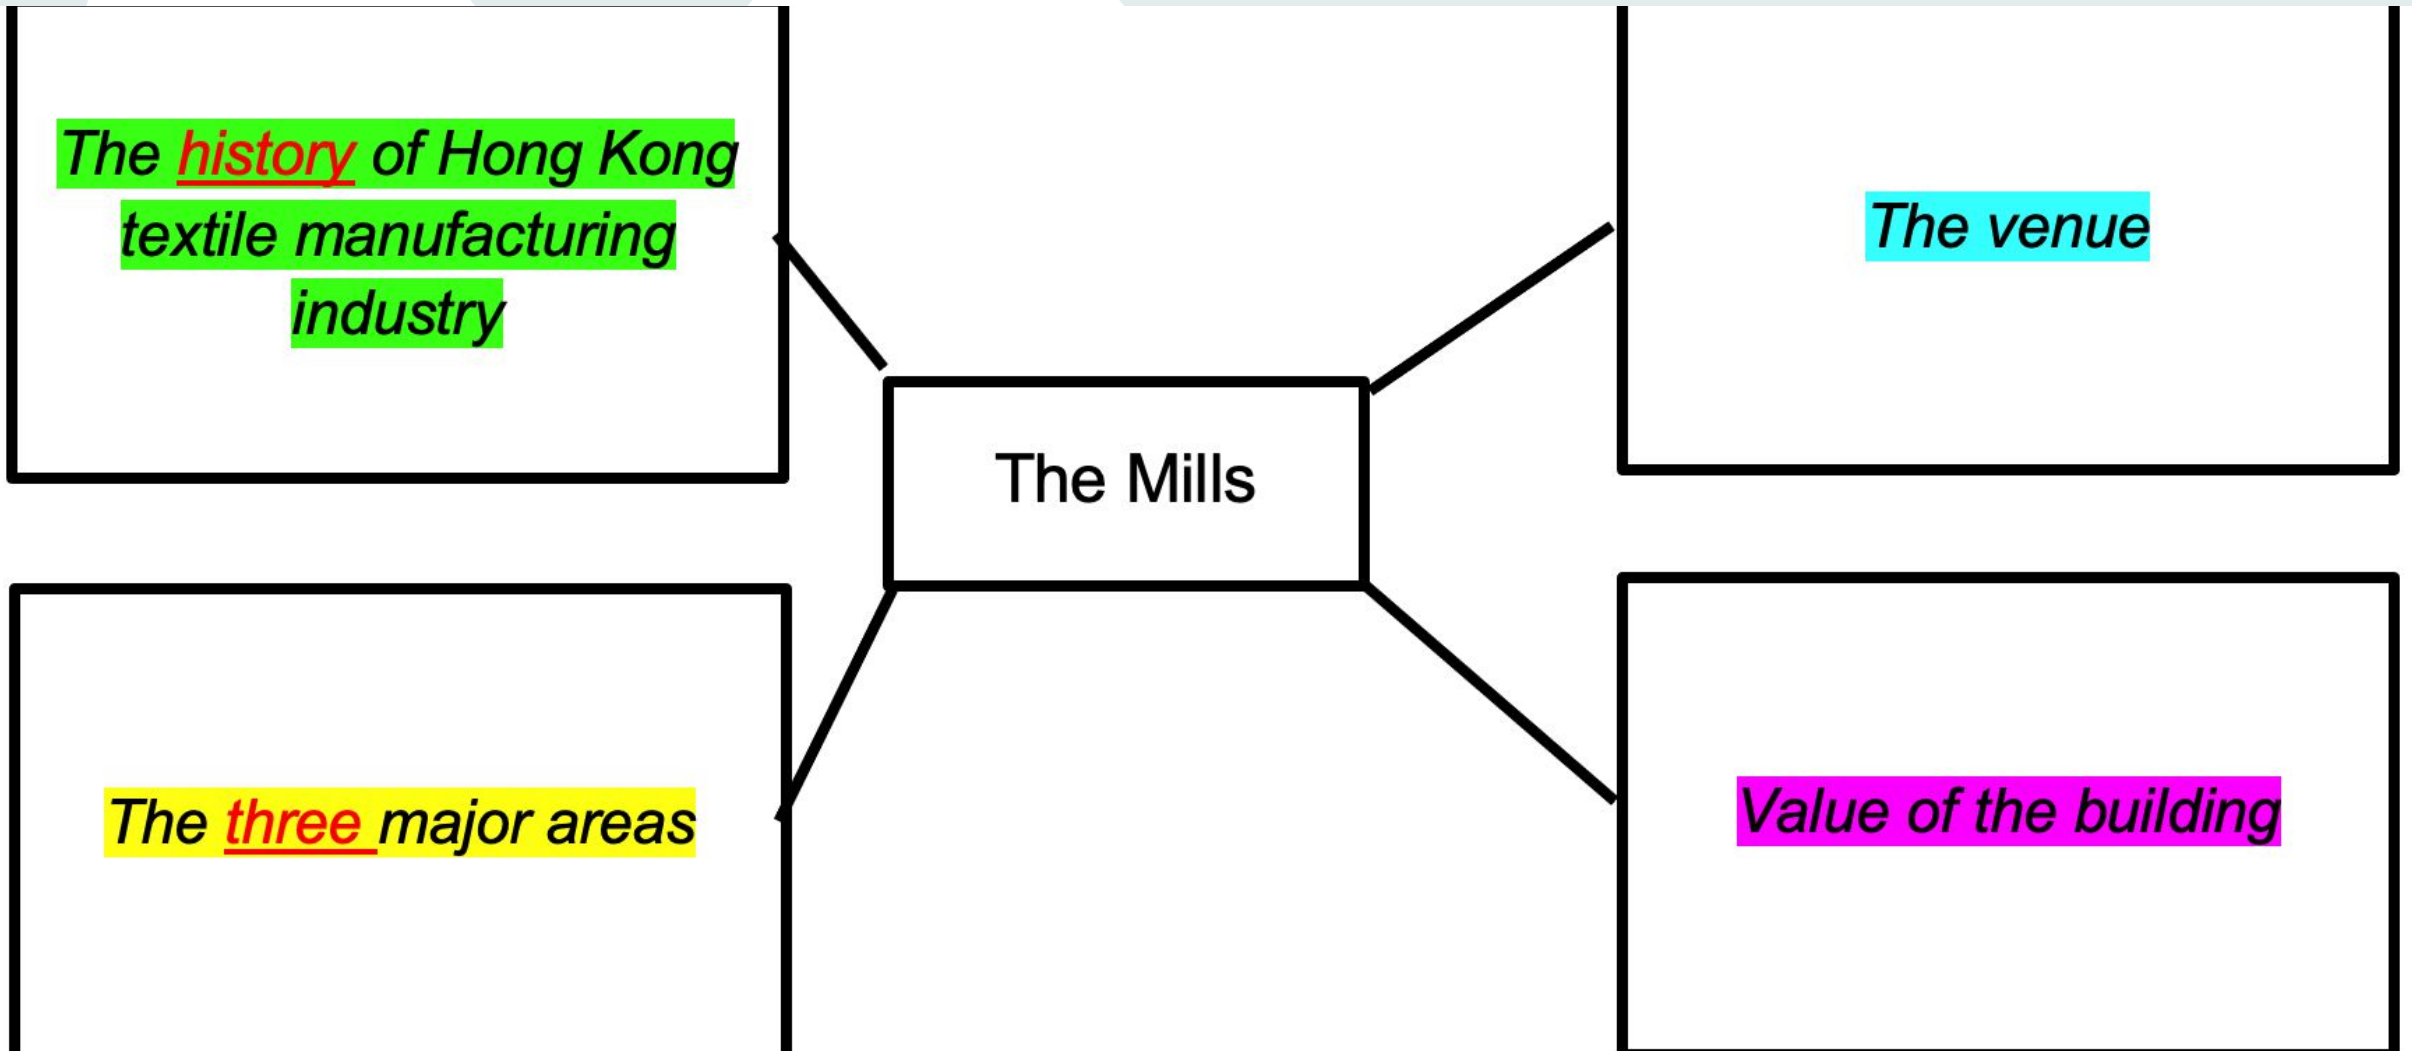 The history of Hong Kong
textile manufacturing
industry
The venue
The Mills
The three major areas
Value of the building